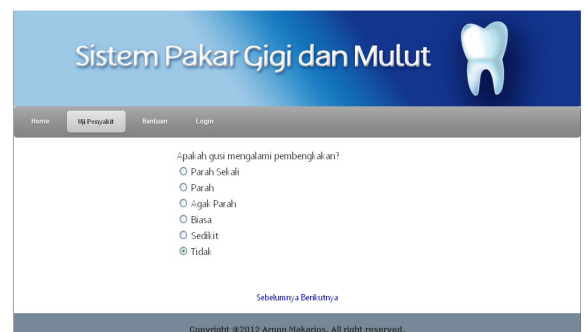 Sistem Pakar Gigi dan Mulut
Home Uji Penyakit Bantuan Login
Apakah gusi mengalami pembengkakan?
Parah Sekali
Parah
Agak Parah
Biasa
Sedikit
Tidak
Sebelumnya Berikutnya
Copyright @2012 Arnon Makarios. All right reserved.